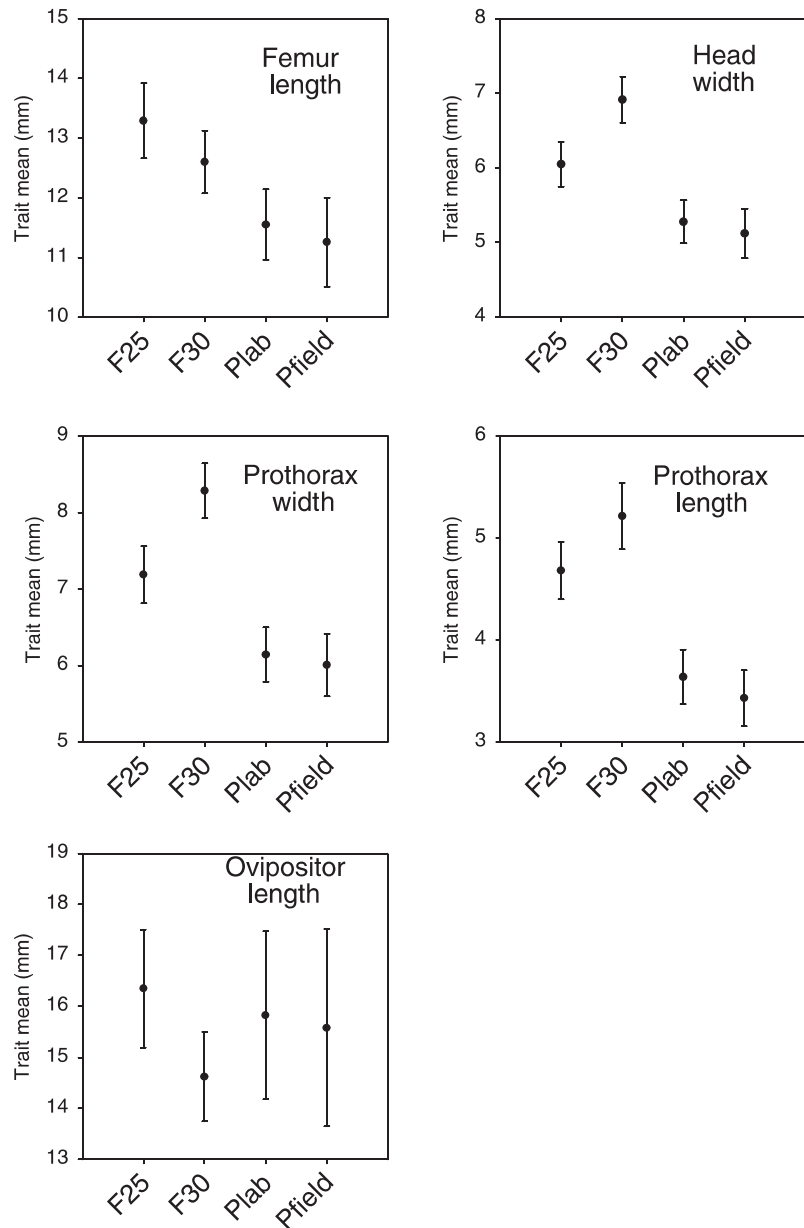 Femur
length
Trait mean (mm)
15
14
13
12
11
10
F25
F30
Plab
Pfield
Head
width
Trait mean (mm)
8
7
6
5
4
F25
F30
Plab
Pfield
Prothorax
width
Trait mean (mm)
9
8
7
6
5
F25
F30
Plab
Pfield
Prothorax
length
Trait mean (mm)
6
5
4
3
F25
F30
Plab
Pfield
Ovipositor
length
Trait mean (mm)
19
18
17
16
15
14
13
F25
F30
Plab
Pfield